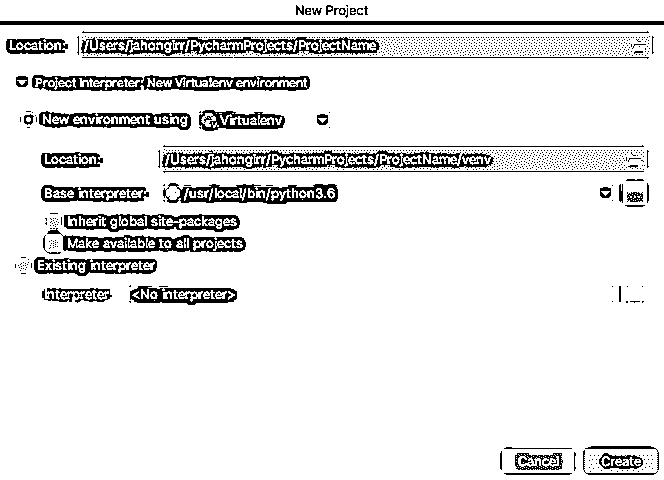 New Project
Location: /Users/jahongirr/PycharmProjects/ProjectName
Project Interpreter: New Virtualenv environment
New environment using Virtualenv
Location: /Users/jahongirr/PycharmProjects/ProjectName/venv
Base interpreter: /usr/local/bin/python3.6
Inherit global site-packages
Make available to all projects
Existing interpreter
Interpreter: <No interpreter>
Cancel Create